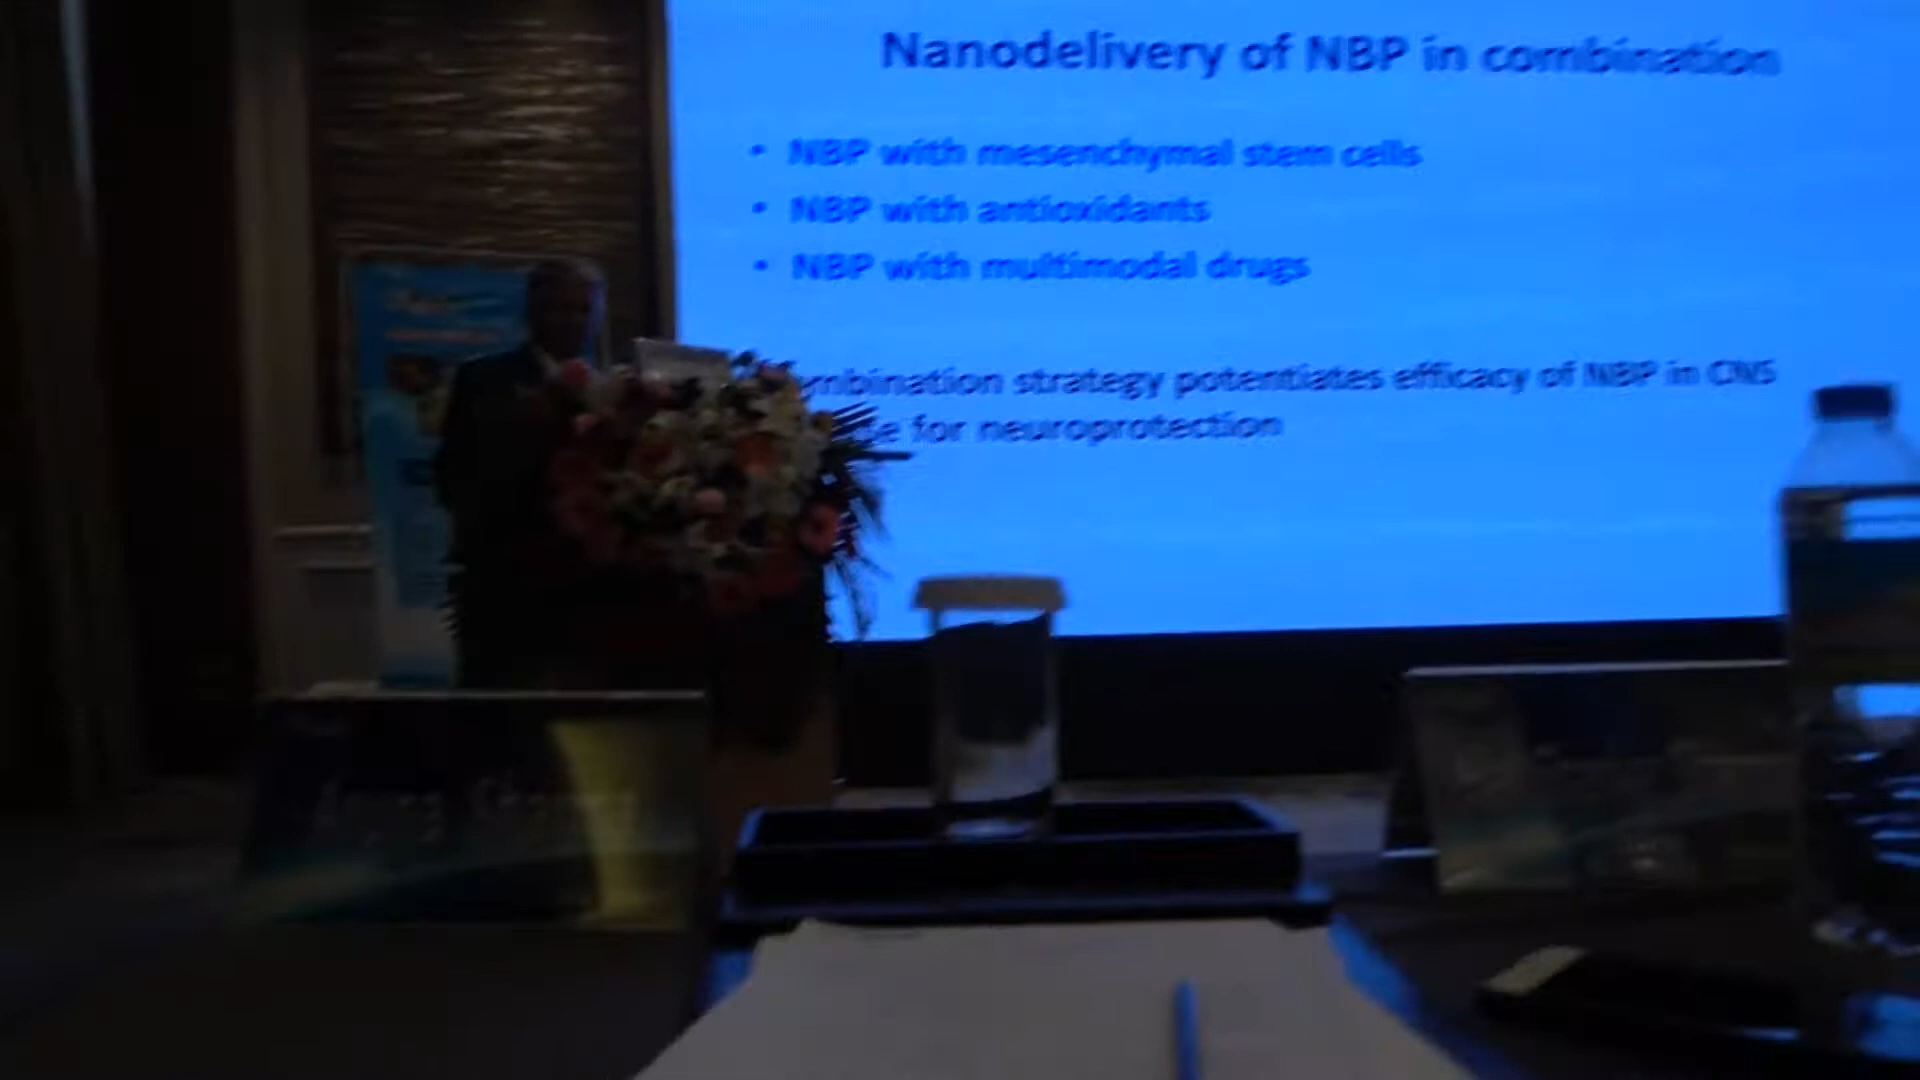 Nanodelivery of NBP in combination
• NBP with mesenchymal stem cells
• NBP with antioxidants
• NBP with multimodal drugs
mbination strategy potentiates efficacy of NBP in CNS
e for neuroprotection